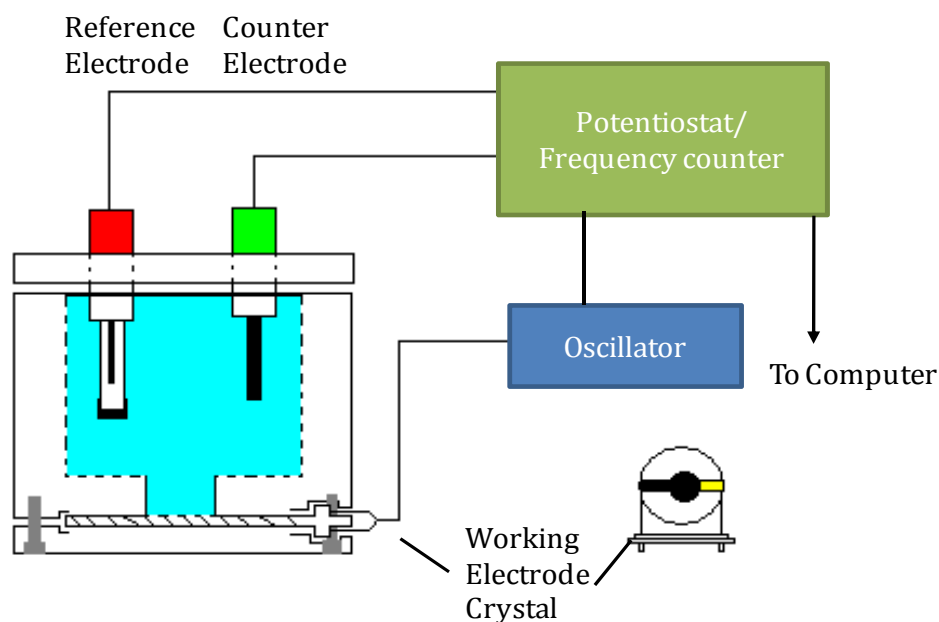 Reference
Electrode
Counter
Electrode
Potentiostat/
Frequency counter
Oscillator
To Computer
Working
Electrode
Crystal